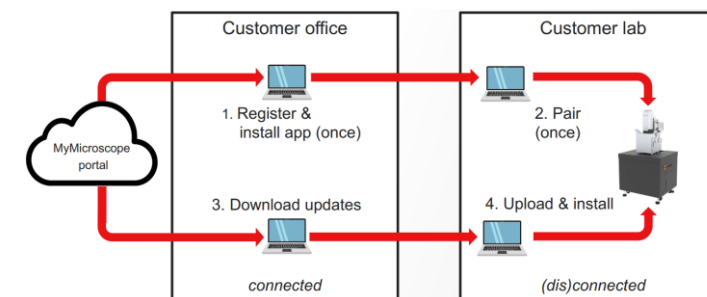 Customer office
Customer lab
MyMicroscope
portal
1. Register &
install app (once)
2. Pair
(once)
3. Download updates
4. Upload & install
connected
(dis)connected